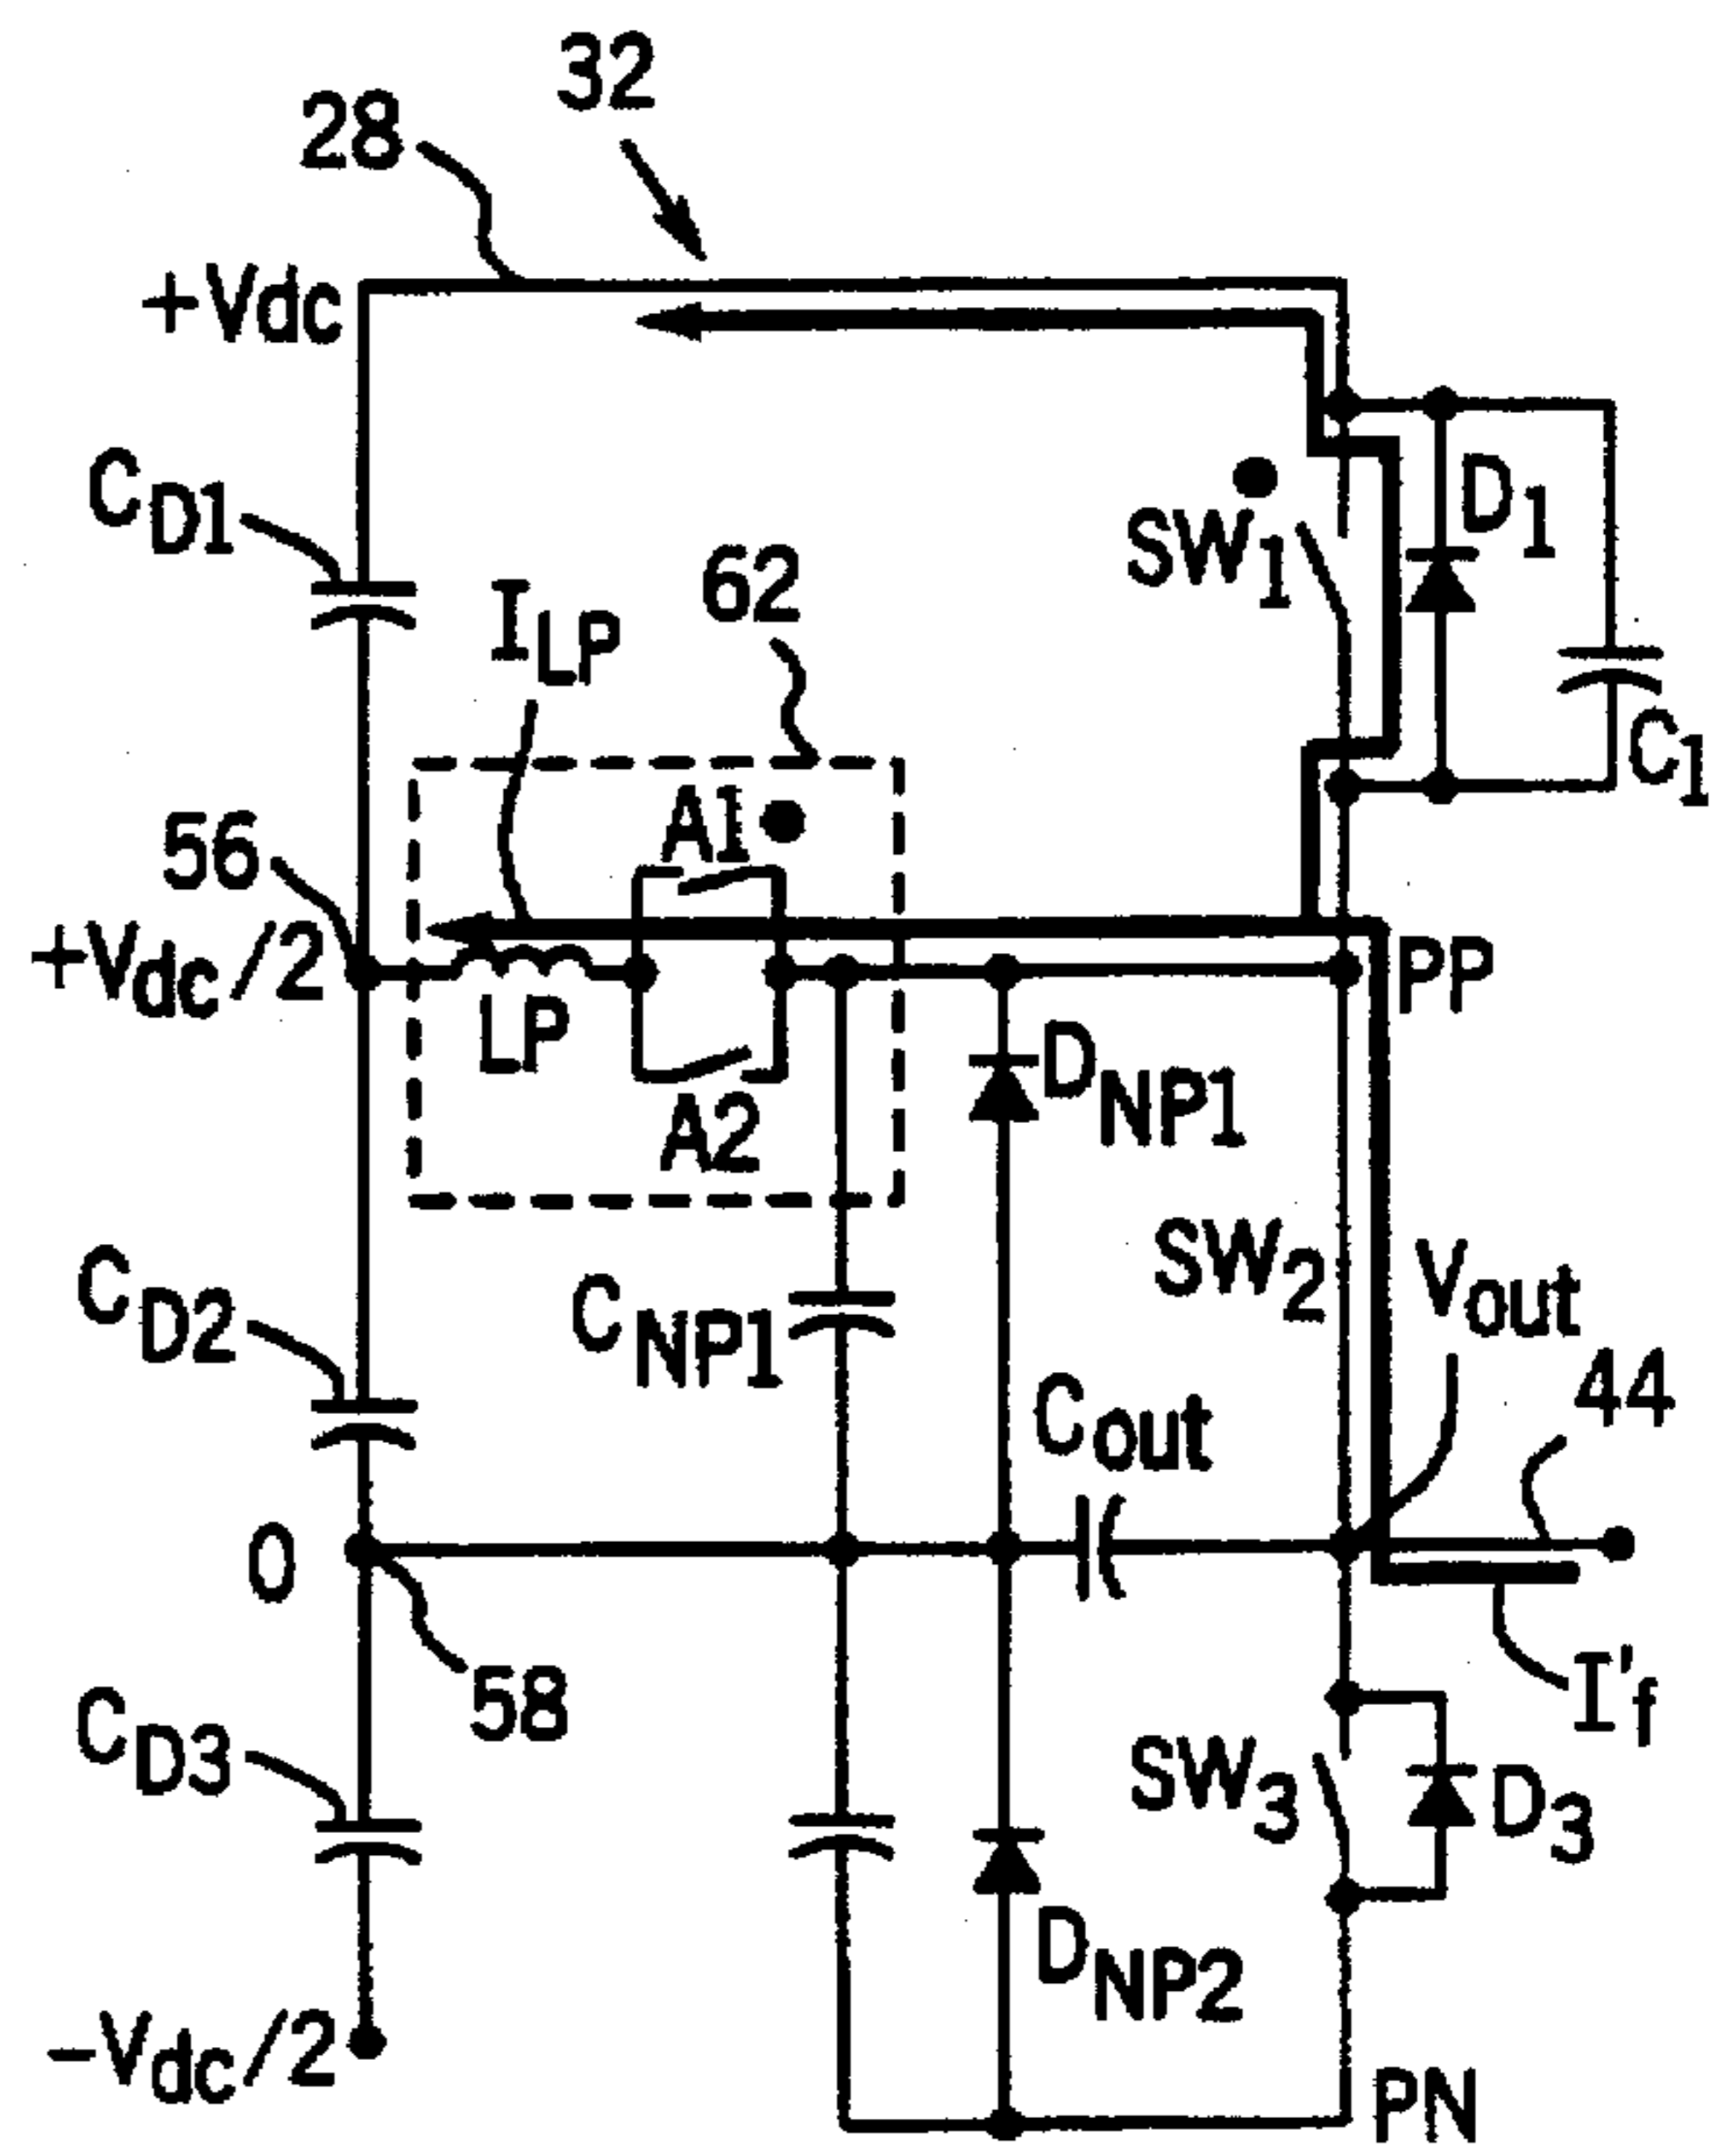 32
28
+Vdc
CD1
SW1
D1
62
ILP
C1
A1
56
+Vdc/2
PP
LP
DNP1
A2
SW2
Vout
CD2
CNP1
44
Cout
0
58
I'f
CD3
SW3
D3
DNP2
-Vdc/2
PN